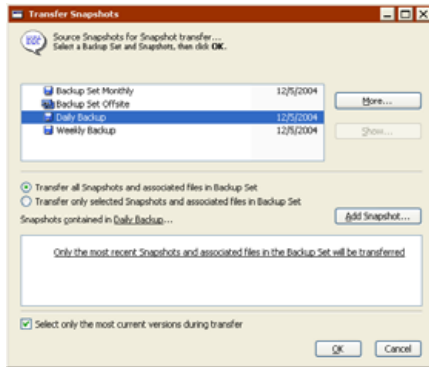 Transfer Snapshots
Source Snapshots for Snapshot transfer...
Select a Backup Set and Snapshots, then click OK.
Backup Set Monthly 12/5/2004
Backup Set Offsite
Daily Backup 12/5/2004
Weekly Backup 12/5/2004
More...
Show...
Transfer all Snapshots and associated files in Backup Set
Transfer only selected Snapshots and associated files in Backup Set
Snapshots contained in Daily Backup...
Add Snapshot...
Only the most recent Snapshots and associated files in the Backup Set will be transferred
Select only the most current versions during transfer
OK Cancel